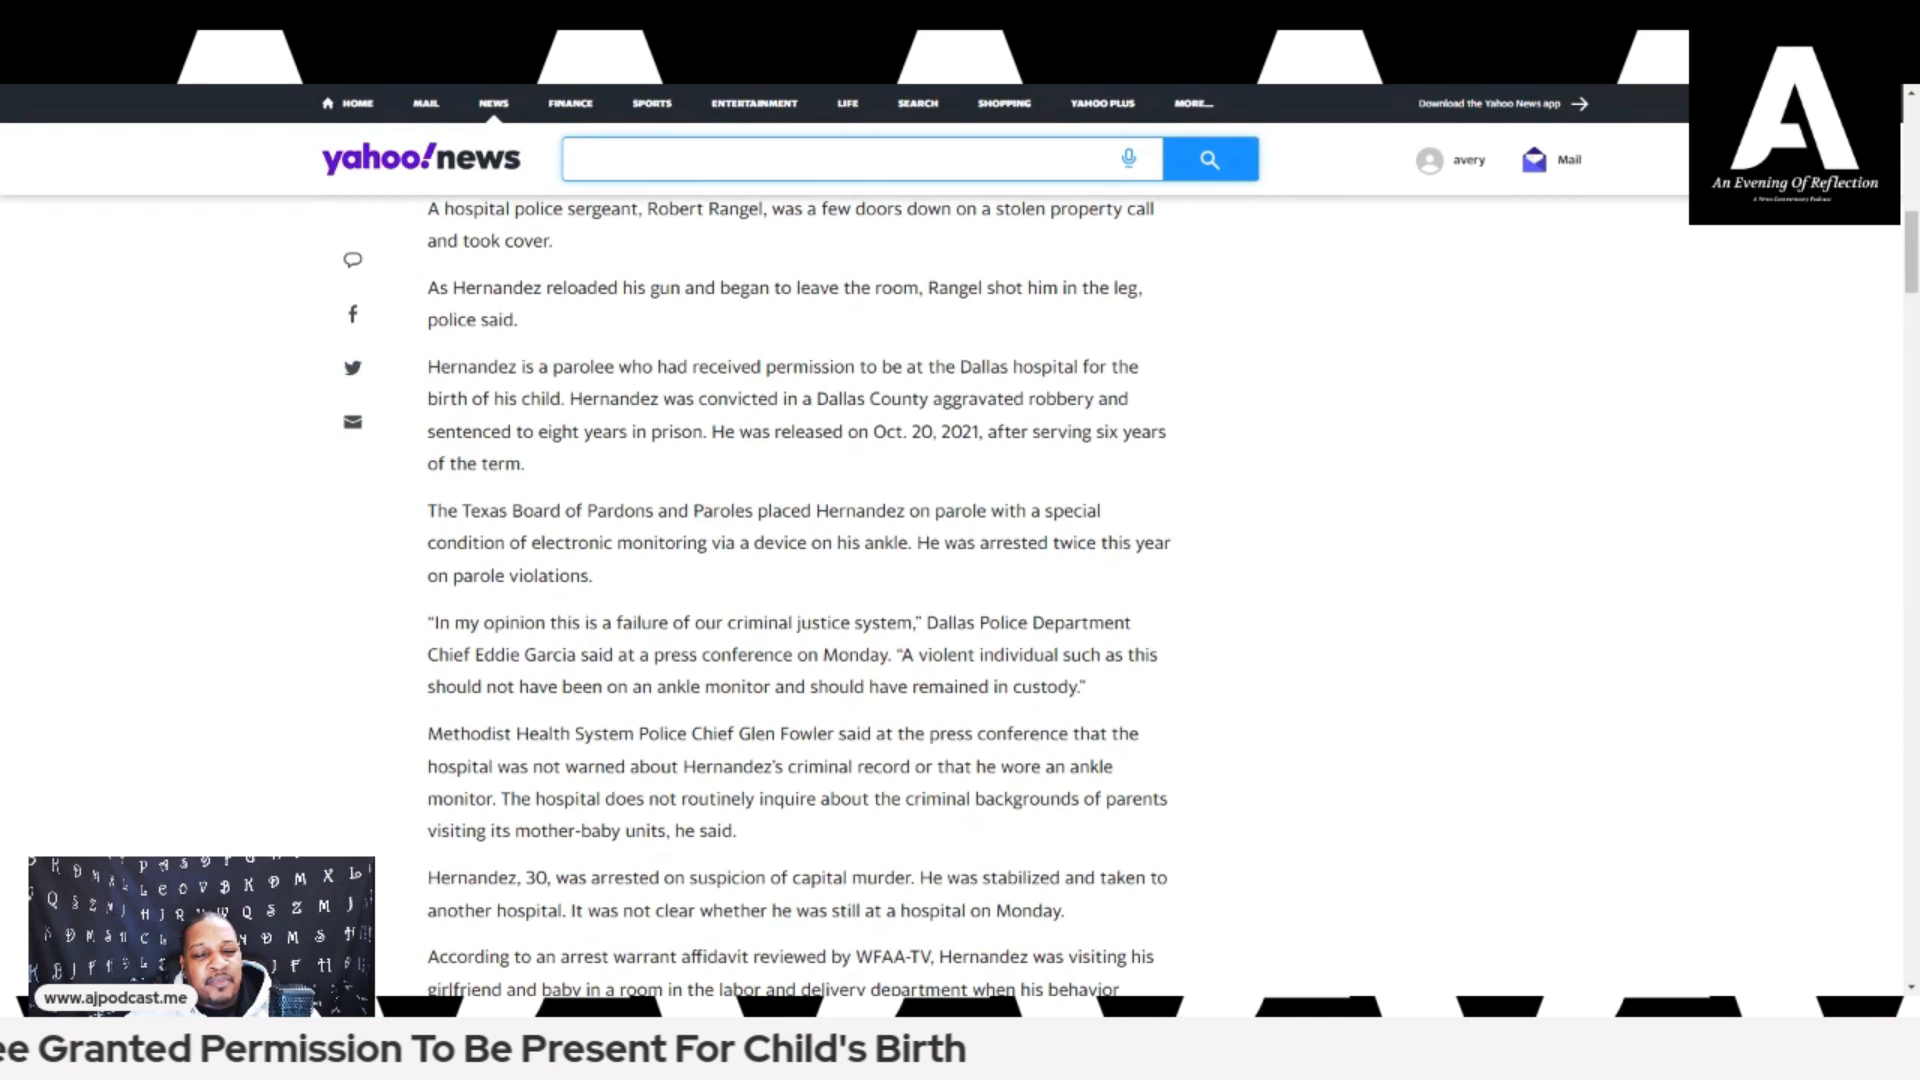 HOME MAIL NEWS FINANCE SPORTS ENTERTAINMENT LIFE SEARCH SHOPPING YAHOO PLUS MORE... Download the Yahoo News app
yahoo!news
avery Mail
A
An Evening Of Reflection
A News Commentary Podcast
A hospital police sergeant, Robert Rangel, was a few doors down on a stolen property call
and took cover.
As Hernandez reloaded his gun and began to leave the room, Rangel shot him in the leg,
police said.
Hernandez is a parolee who had received permission to be at the Dallas hospital for the
birth of his child. Hernandez was convicted in a Dallas County aggravated robbery and
sentenced to eight years in prison. He was released on Oct. 20, 2021, after serving six years
of the term.
The Texas Board of Pardons and Paroles placed Hernandez on parole with a special
condition of electronic monitoring via a device on his ankle. He was arrested twice this year
on parole violations.
“In my opinion this is a failure of our criminal justice system,” Dallas Police Department
Chief Eddie Garcia said at a press conference on Monday. “A violent individual such as this
should not have been on an ankle monitor and should have remained in custody.”
Methodist Health System Police Chief Glen Fowler said at the press conference that the
hospital was not warned about Hernandez’s criminal record or that he wore an ankle
monitor. The hospital does not routinely inquire about the criminal backgrounds of parents
visiting its mother-baby units, he said.
Hernandez, 30, was arrested on suspicion of capital murder. He was stabilized and taken to
another hospital. It was not clear whether he was still at a hospital on Monday.
According to an arrest warrant affidavit reviewed by WFAA-TV, Hernandez was visiting his
girlfriend and baby in a room in the labor and delivery department when his behavior
www.ajpodcast.me
ee Granted Permission To Be Present For Child's Birth